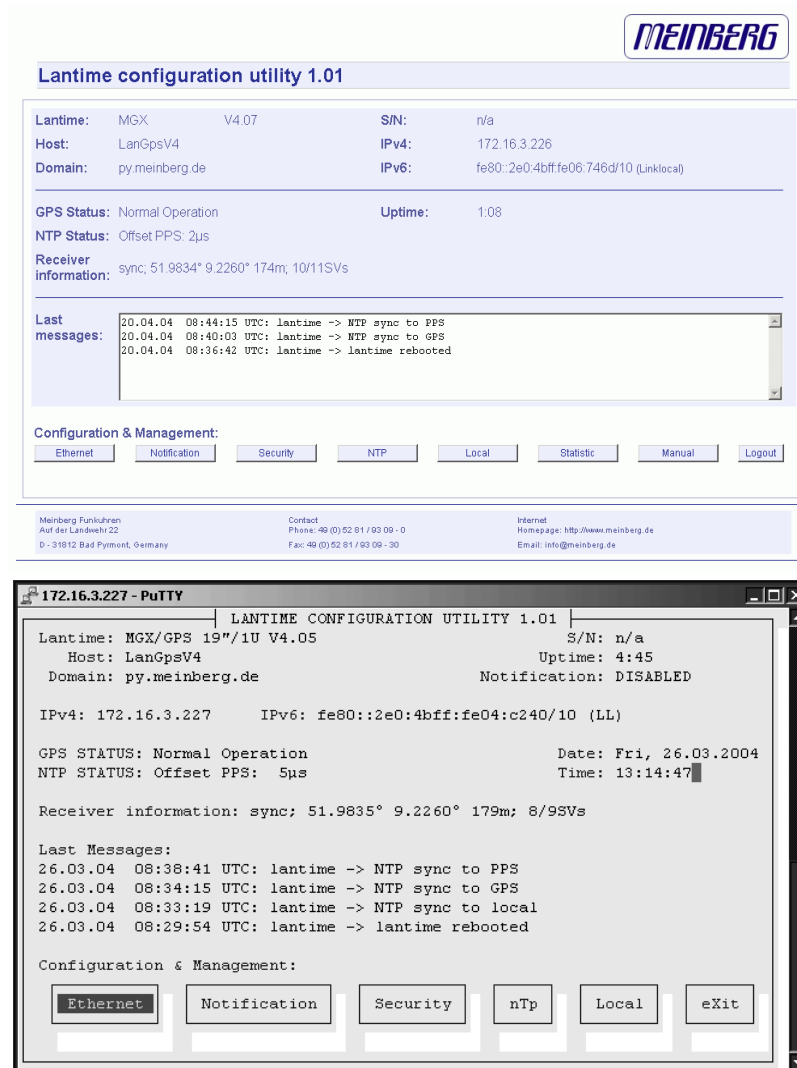 MEINBERG
Lantime configuration utility 1.01
Lantime: MGX V4.07 S/N: n/a
Host: LanGpsV4 IPv4: 172.16.3.226
Domain: py.meinberg.de IPv6: fe80::2e0:4bff:fe06:746d/10 (Linklocal)
GPS Status: Normal Operation Uptime: 1:08
NTP Status: Offset PPS: 2µs
Receiver information: sync; 51.9834° 9.2260° 174m; 10/11SVs
Last messages:
20.04.04 08:44:15 UTC: lantime -> NTP sync to PPS
20.04.04 08:40:03 UTC: lantime -> NTP sync to GPS
20.04.04 08:36:42 UTC: lantime -> lantime rebooted
Configuration & Management:
Ethernet Notification Security NTP Local Statistic Manual Logout
Meinberg Funkuhren Contact Internet
Auf der Landwehr 22 Phone: 49 (0) 52 81 / 93 09 - 0 Homepage: http://www.meinberg.de
D - 31812 Bad Pyrmont, Germany Fax: 49 (0) 52 81 / 93 09 - 30 Email: info@meinberg.de
172.16.3.227 - PuTTY
LANTIME CONFIGURATION UTILITY 1.01
Lantime: MGX/GPS 19"/1U V4.05 S/N: n/a
Host: LanGpsV4 Uptime: 4:45
Domain: py.meinberg.de Notification: DISABLED
IPv4: 172.16.3.227 IPv6: fe80::2e0:4bff:fe04:c240/10 (LL)
GPS STATUS: Normal Operation Date: Fri, 26.03.2004
NTP STATUS: Offset PPS: 5µs Time: 13:14:47
Receiver information: sync; 51.9835° 9.2260° 179m; 8/9SVs
Last Messages:
26.03.04 08:38:41 UTC: lantime -> NTP sync to PPS
26.03.04 08:34:15 UTC: lantime -> NTP sync to GPS
26.03.04 08:33:19 UTC: lantime -> NTP sync to local
26.03.04 08:29:54 UTC: lantime -> lantime rebooted
Configuration & Management:
Ethernet Notification Security nTp Local eXit